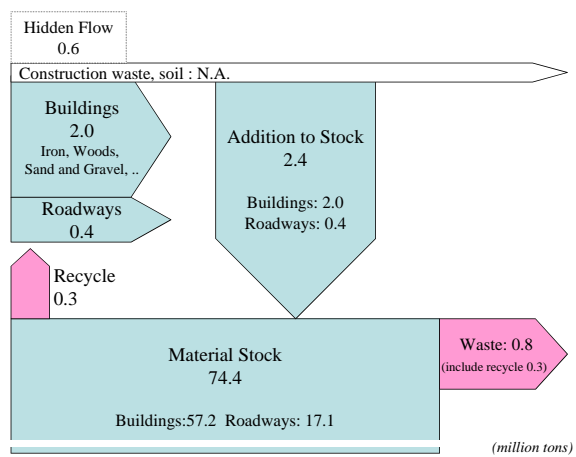 Hidden Flow
0.6
Construction waste, soil : N.A.
Buildings
2.0
Iron, Woods,
Sand and Gravel, ..
Roadways
0.4
Addition to Stock
2.4
Buildings: 2.0
Roadways: 0.4
Recycle
0.3
Material Stock
74.4
Buildings:57.2 Roadways: 17.1
Waste: 0.8
(include recycle 0.3)
(million tons)